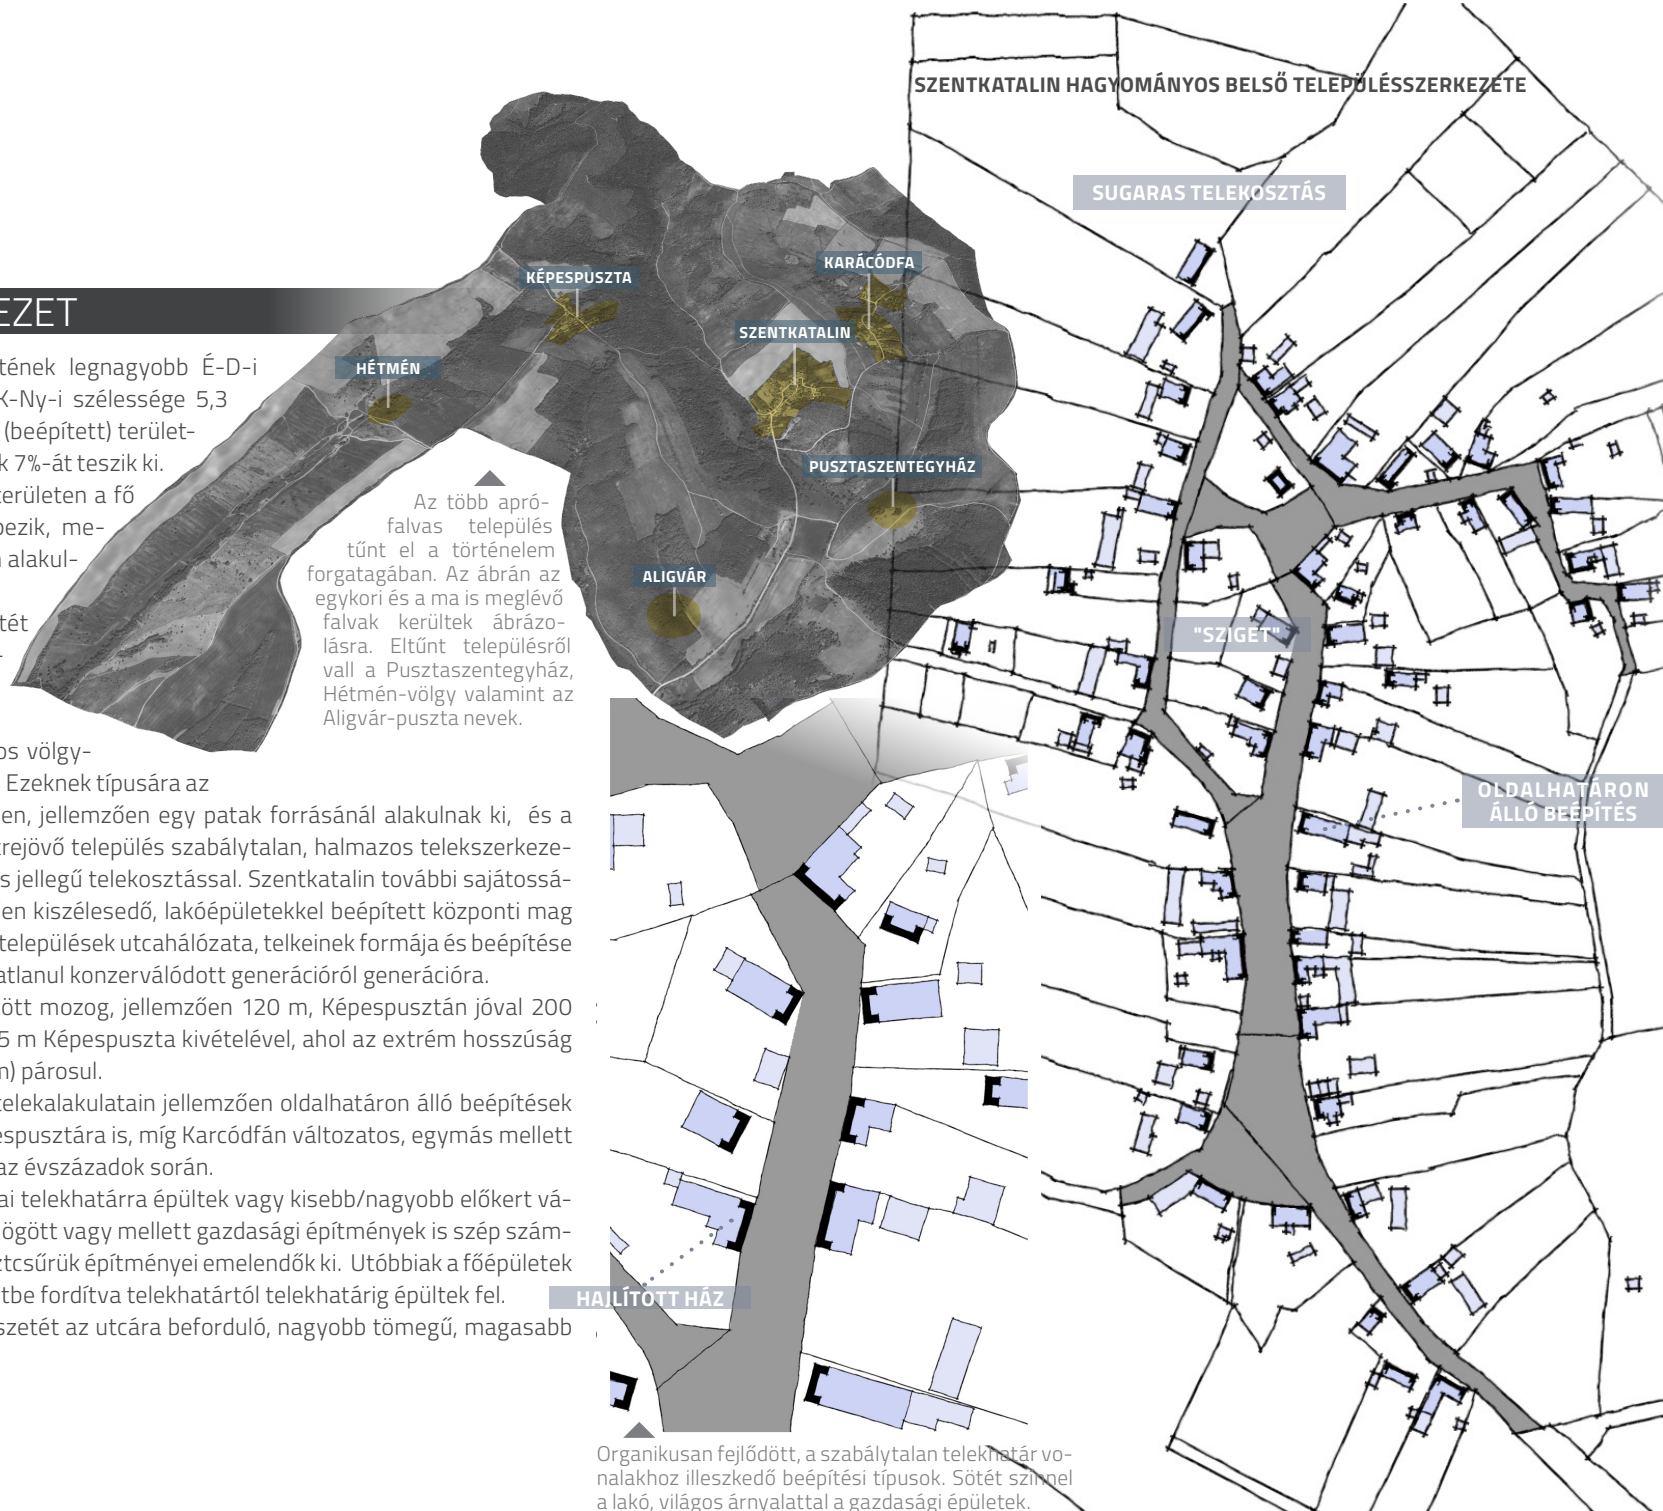 SZENTKATALIN HAGYOMÁNYOS BELSŐ TELEPÜLÉSSZERKEZETE
SUGARAS TELEKOSZTÁS
KARÁCÓDFA
KÉPESPUSZTA
SZENTKATALIN
HÉTMÉN
PUSZTASZENTEGYHÁZ
ALIGVÁR
"SZIGET"
OLDALHATÁRON
ÁLLÓ BEÉPÍTÉS
HAJLÍTOTT HÁZ
EZET
tének legnagyobb É-D-i
K-Ny-i szélessége 5,3
(beépített) terület-
k 7%-át teszik ki.
területen a fő
pezik, me-
alakul-
tét
-
os völgy-
Ezeknek típusára az
en, jellemzően egy patak forrásánál alakulnak ki, és a
trejövő település szabálytalan, halmazos telekszerkeze-
s jellegű telekosztással. Szentkatalin további sajátossá-
en kiszélesedő, lakóépületekkel beépített központi mag
települések utcahálózata, telkeinek formája és beépítése
atlanul konzerválódott generációról generációra.
ött mozog, jellemzően 120 m, Képespusztán jóval 200
5 m Képespuszta kivételével, ahol az extrém hosszúság
m) párosul.
telekalakulatain jellemzően oldalhatáron álló beépítések
espusztára is, míg Karcódfán változatos, egymás mellett
az évszázadok során.
ai telekhatárra épültek vagy kisebb/nagyobb előkert vá-
ögött vagy mellett gazdasági építmények is szép szám-
ztcsűrük építményei emelendők ki. Utóbbiak a főépületek
tbe fordítva telekhatártól telekhatárig épültek fel.
szetét az utcára beforduló, nagyobb tömegű, magasabb
Az több apró-
falvas település
tűnt el a történelem
forgatagában. Az ábrán az
egykori és a ma is meglévő
falvak kerültek ábrázo-
lásra. Eltűnt településről
vall a Pusztaszentegyház,
Hétmén-völgy valamint az
Aligvár-puszta nevek.
Organikusan fejlődött, a szabálytalan telekhatár vo-
nalakhoz illeszkedő beépítési típusok. Sötét színnel
a lakó, világos árnyalattal a gazdasági épületek.